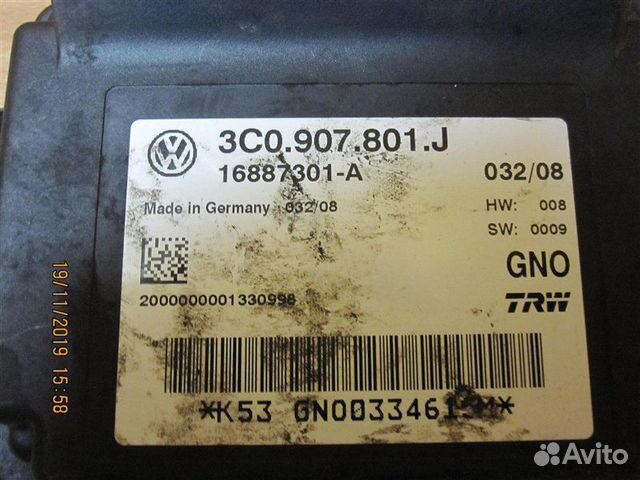 3C0.907.801.J
16887301-A
032/08
Made in Germany 032/08
HW: 008
SW: 0009
GNO
2000000001330998
TRW
*K53
19/11/2019 15:58
Avito